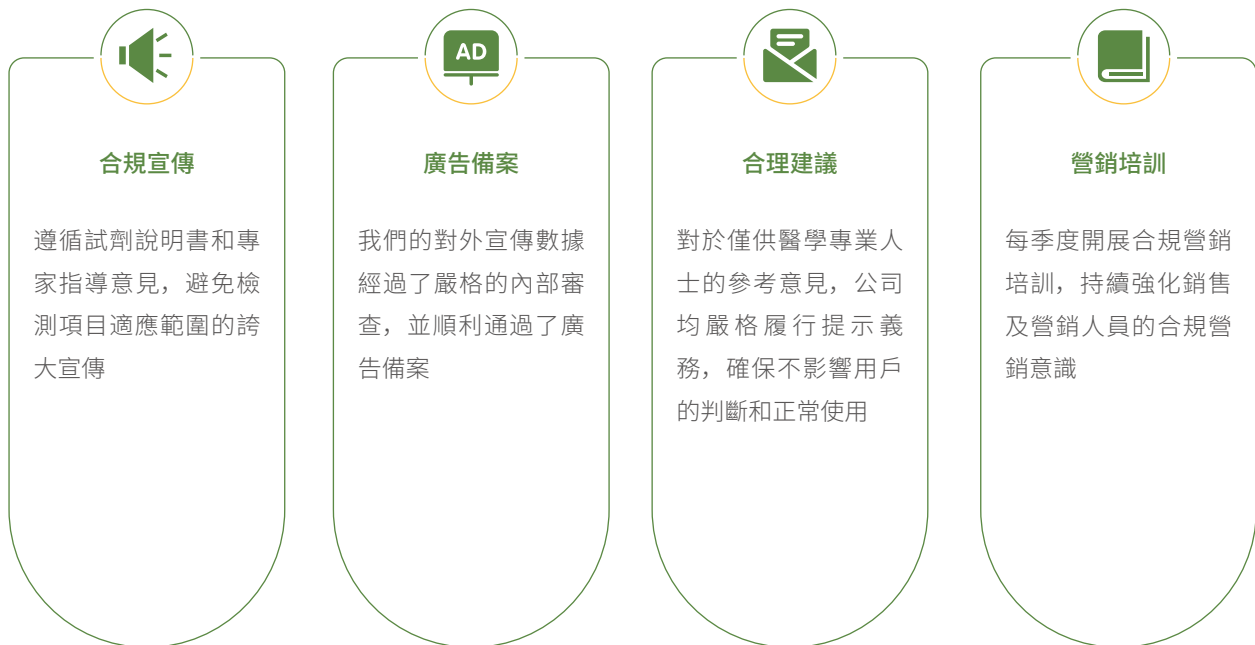 合規宣傳
遵循試劑說明書和專
家指導意見，避免檢
測項目適應範圍的誇
大宣傳
AD
廣告備案
我們的對外宣傳數據
經過了嚴格的內部審
查，並順利通過了廣
告備案
合理建議
對於僅供醫學專業人
士的參考意見，公司
均嚴格履行提示義
務，確保不影響用戶
的判斷和正常使用
營銷培訓
每季度開展合規營銷
培訓，持續強化銷售
及營銷人員的合規營
銷意識